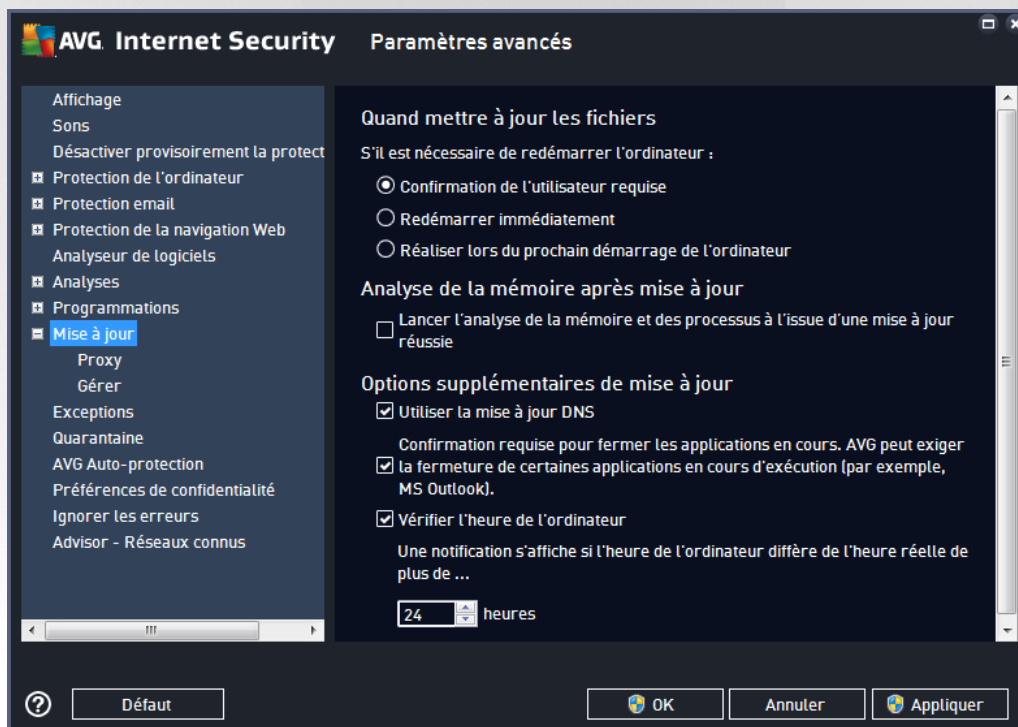 AVG Internet Security Paramètres avancés
Affichage
Sons
Désactiver provisoirement la protect
Protection de l'ordinateur
Protection email
Protection de la navigation Web
Analyseur de logiciels
Analyses
Programmations
Mise à jour
Proxy
Gérer
Exceptions
Quarantaine
AVG Auto-protection
Préférences de confidentialité
Ignorer les erreurs
Advisor - Réseaux connus
Quand mettre à jour les fichiers
S'il est nécessaire de redémarrer l'ordinateur :
Confirmation de l'utilisateur requise
Redémarrer immédiatement
Réaliser lors du prochain démarrage de l'ordinateur
Analyse de la mémoire après mise à jour
Lancer l'analyse de la mémoire et des processus à l'issue d'une mise à jour
réussie
Options supplémentaires de mise à jour
Utiliser la mise à jour DNS
Confirmation requise pour fermer les applications en cours. AVG peut exiger
la fermeture de certaines applications en cours d'exécution (par exemple,
MS Outlook).
Vérifier l'heure de l'ordinateur
Une notification s'affiche si l'heure de l'ordinateur diffère de l'heure réelle de
plus de ...
24 heures
? Défaut OK Annuler Appliquer